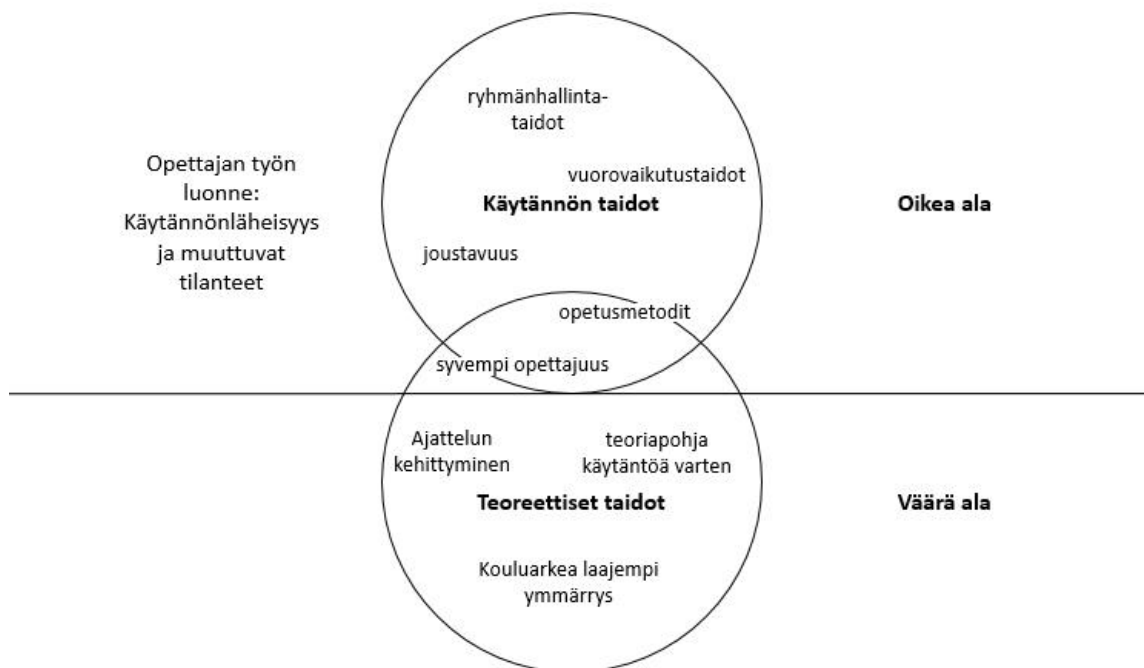 ryhmänhallinta-
taidot
Opettajan työn
luonne:
Käytännönläheisyys
ja muuttuvat
tilanteet
vuorovaikutustaidot
Käytännön taidot
Oikea ala
joustavuus
opetusmetodit
syvempi opettajuus
Ajattelun
kehittyminen
teoriapohja
käytäntöä varten
Teoreettiset taidot
Väärä ala
Kouluarkea laajempi
ymmärrys